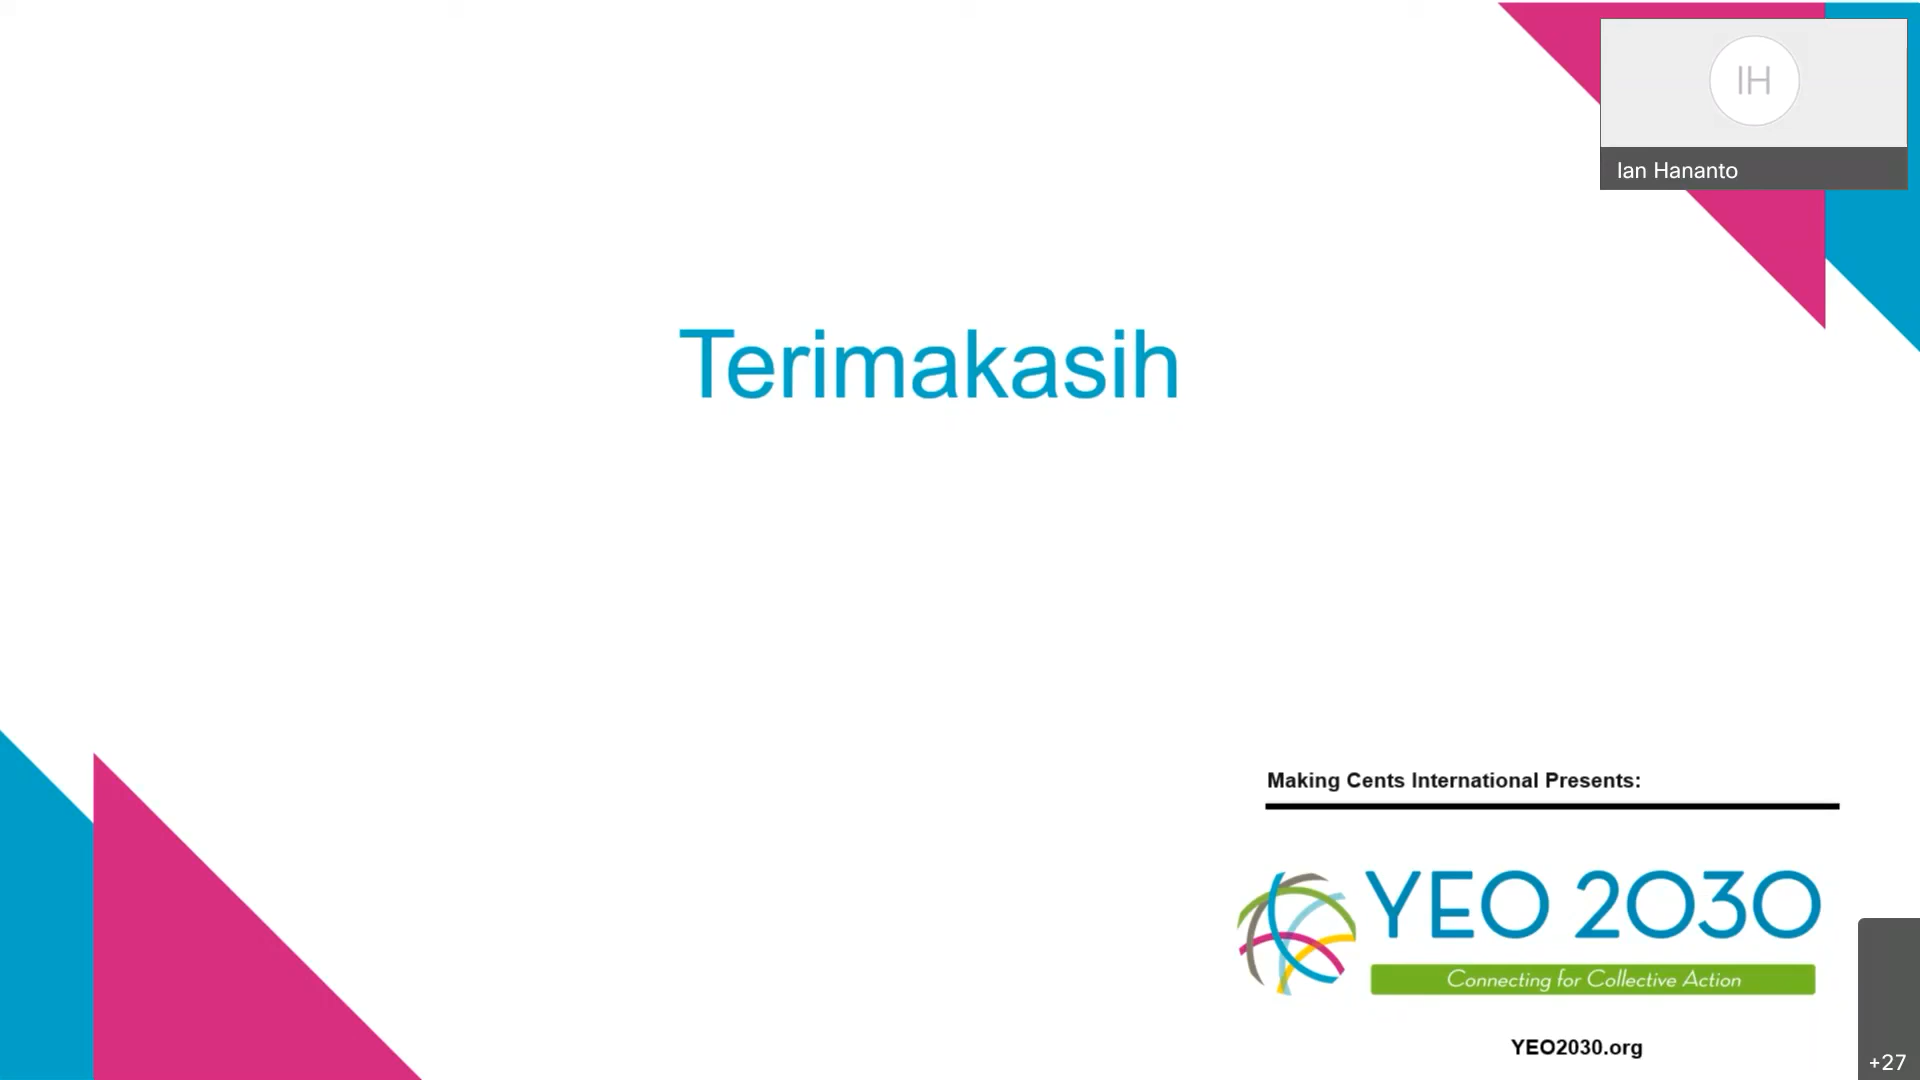 IH
Ian Hananto
Terimakasih
Making Cents International Presents:
YEO 2030
Connecting for Collective Action
YEO2030.org
+27